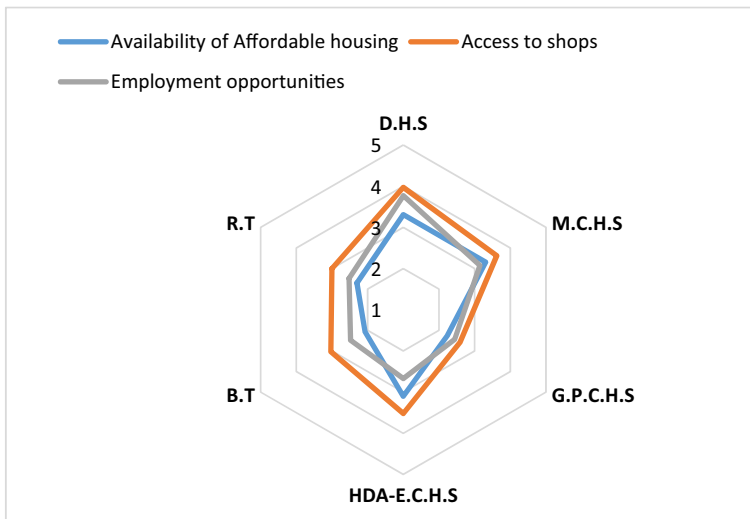 Availability of Affordable housing Access to shops
Employment opportunities
D.H.S
5
4
3
2
1
R.T
M.C.H.S
B.T
G.P.C.H.S
HDA-E.C.H.S